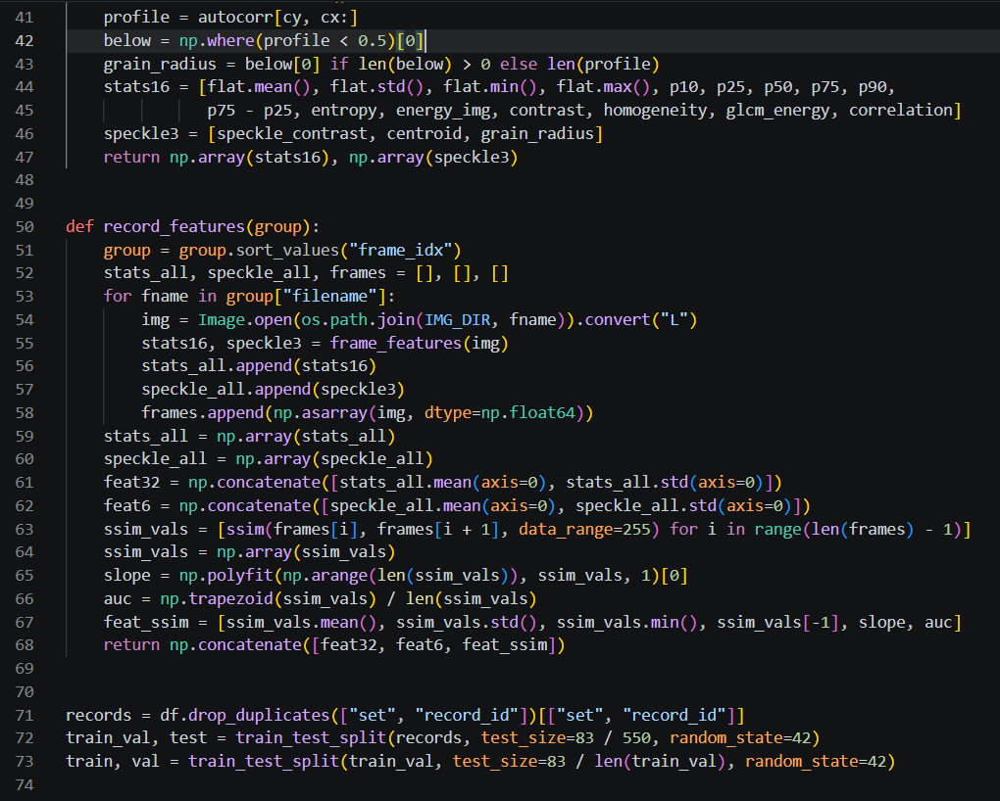 41 profile = autocorr[cy, cx:]
42 below = np.where(profile < 0.5)[0]
43 grain_radius = below[0] if len(below) > 0 else len(profile)
44 stats16 = [flat.mean(), flat.std(), flat.min(), flat.max(), p10, p25, p50, p75, p90,
45 p75 - p25, entropy, energy_img, contrast, homogeneity, glcm_energy, correlation]
46 speckle3 = [speckle_contrast, centroid, grain_radius]
47 return np.array(stats16), np.array(speckle3)
48
49
50 def record_features(group):
51 group = group.sort_values("frame_idx")
52 stats_all, speckle_all, frames = [], [], []
53 for fname in group["filename"]:
54 img = Image.open(os.path.join(IMG_DIR, fname)).convert("L")
55 stats16, speckle3 = frame_features(img)
56 stats_all.append(stats16)
57 speckle_all.append(speckle3)
58 frames.append(np.asarray(img, dtype=np.float64))
59 stats_all = np.array(stats_all)
60 speckle_all = np.array(speckle_all)
61 feat32 = np.concatenate([stats_all.mean(axis=0), stats_all.std(axis=0)])
62 feat6 = np.concatenate([speckle_all.mean(axis=0), speckle_all.std(axis=0)])
63 ssim_vals = [ssim(frames[i], frames[i + 1], data_range=255) for i in range(len(frames) - 1)]
64 ssim_vals = np.array(ssim_vals)
65 slope = np.polyfit(np.arange(len(ssim_vals)), ssim_vals, 1)[0]
66 auc = np.trapezoid(ssim_vals) / len(ssim_vals)
67 feat_ssim = [ssim_vals.mean(), ssim_vals.std(), ssim_vals.min(), ssim_vals[-1], slope, auc]
68 return np.concatenate([feat32, feat6, feat_ssim])
69
70
71 records = df.drop_duplicates(["set", "record_id"])[["set", "record_id"]]
72 train_val, test = train_test_split(records, test_size=83 / 550, random_state=42)
73 train, val = train_test_split(train_val, test_size=83 / len(train_val), random_state=42)
74